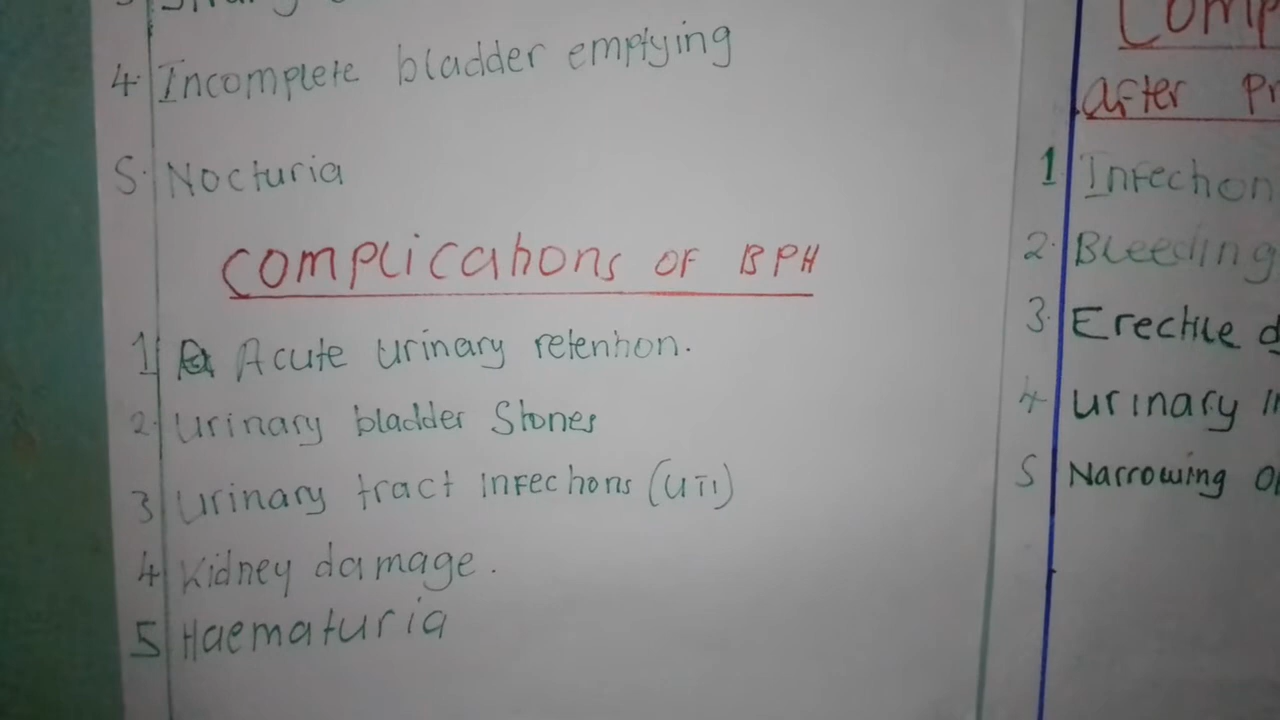 4. Incomplete bladder emptying
5. Nocturia
Complications of BPH
1 Acute urinary retention.
2. Urinary bladder Stones
3 Urinary tract infections (UTI)
4 Kidney damage.
5 Haematuria
after
1 Infection
2. Bleeding
3. Erectile
4 urinary
5 Narrowing